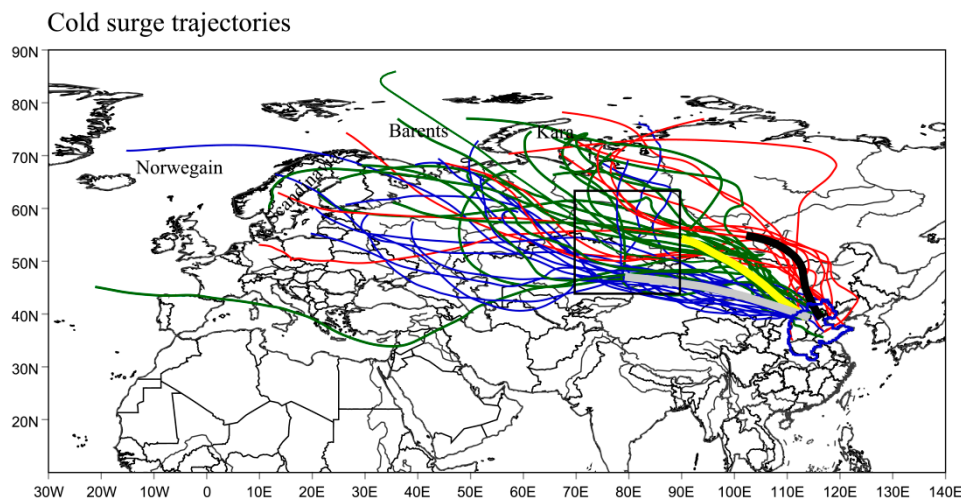 Cold surge trajectories
90N
80N
70N
60N
50N
40N
30N
20N
Barents
Kara
Norwegain
Scandinavia
30W 20W 10W 0 10E 20E 30E 40E 50E 60E 70E 80E 90E 100E 110E 120E 130E 140E